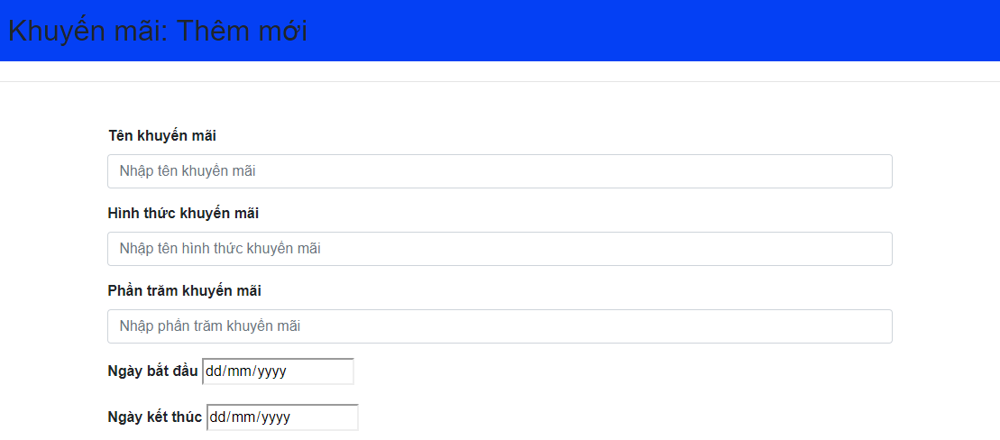 Khuyến mãi: Thêm mới
Tên khuyến mãi
Nhập tên khuyến mãi
Hình thức khuyến mãi
Nhập tên hình thức khuyến mãi
Phần trăm khuyến mãi
Nhập phần trăm khuyến mãi
Ngày bắt đầu dd/mm/yyyy
Ngày kết thúc dd/mm/yyyy